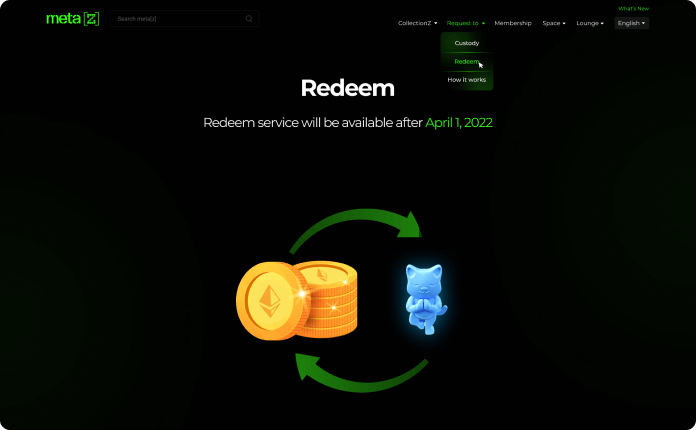 What's New
meta [Z]
Search meta[z]
CollectionZ
Request to
Membership
Space
Lounge
English
Custody
Redeem
How it works
Redeem
Redeem service will be available after April 1, 2022